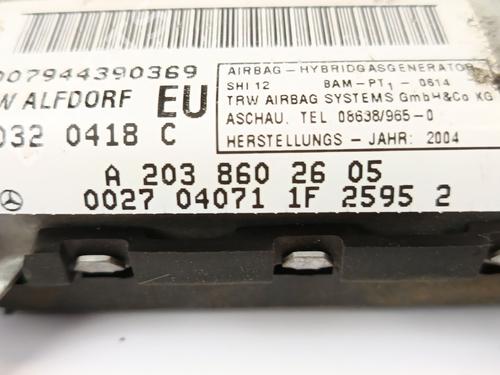 007944390369
W ALFDORF EU
0320 0418 C
AIRBAG-HYBRIDGASGENERATOR
SHI 12 BAM-PT1-0614
TRW AIRBAG SYSTEMS GmbH&Co KG
ASCHAU. TEL 08638/965-0
HERSTELLUNGS - JAHR: 2004
A 203 860 26 05
0027 04071 1F 2595 2